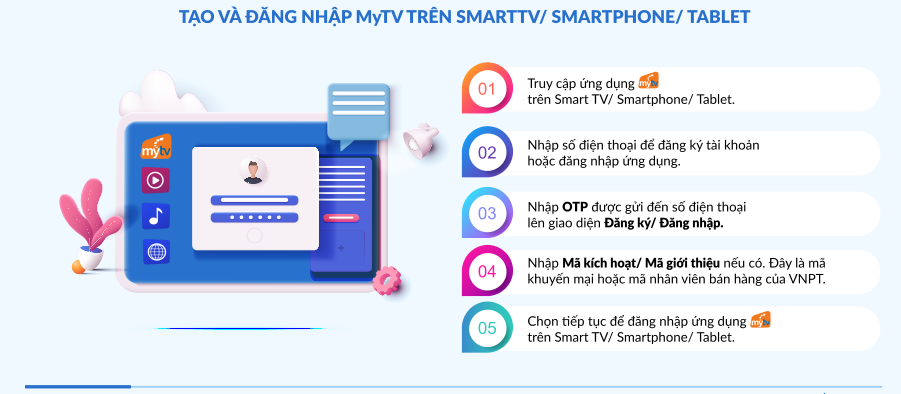 TẠO VÀ ĐĂNG NHẬP MyTV TRÊN SMARTTV/ SMARTPHONE/ TABLET
mytv
01
Truy cập ứng dụng mytv
trên Smart TV/ Smartphone/ Tablet.
02
Nhập số điện thoại để đăng ký tài khoản
hoặc đăng nhập ứng dụng.
03
Nhập OTP được gửi đến số điện thoại
lên giao diện Đăng ký/ Đăng nhập.
04
Nhập Mã kích hoạt/ Mã giới thiệu nếu có. Đây là mã
khuyến mại hoặc mã nhân viên bán hàng của VNPT.
05
Chọn tiếp tục để đăng nhập ứng dụng mytv
trên Smart TV/ Smartphone/ Tablet.